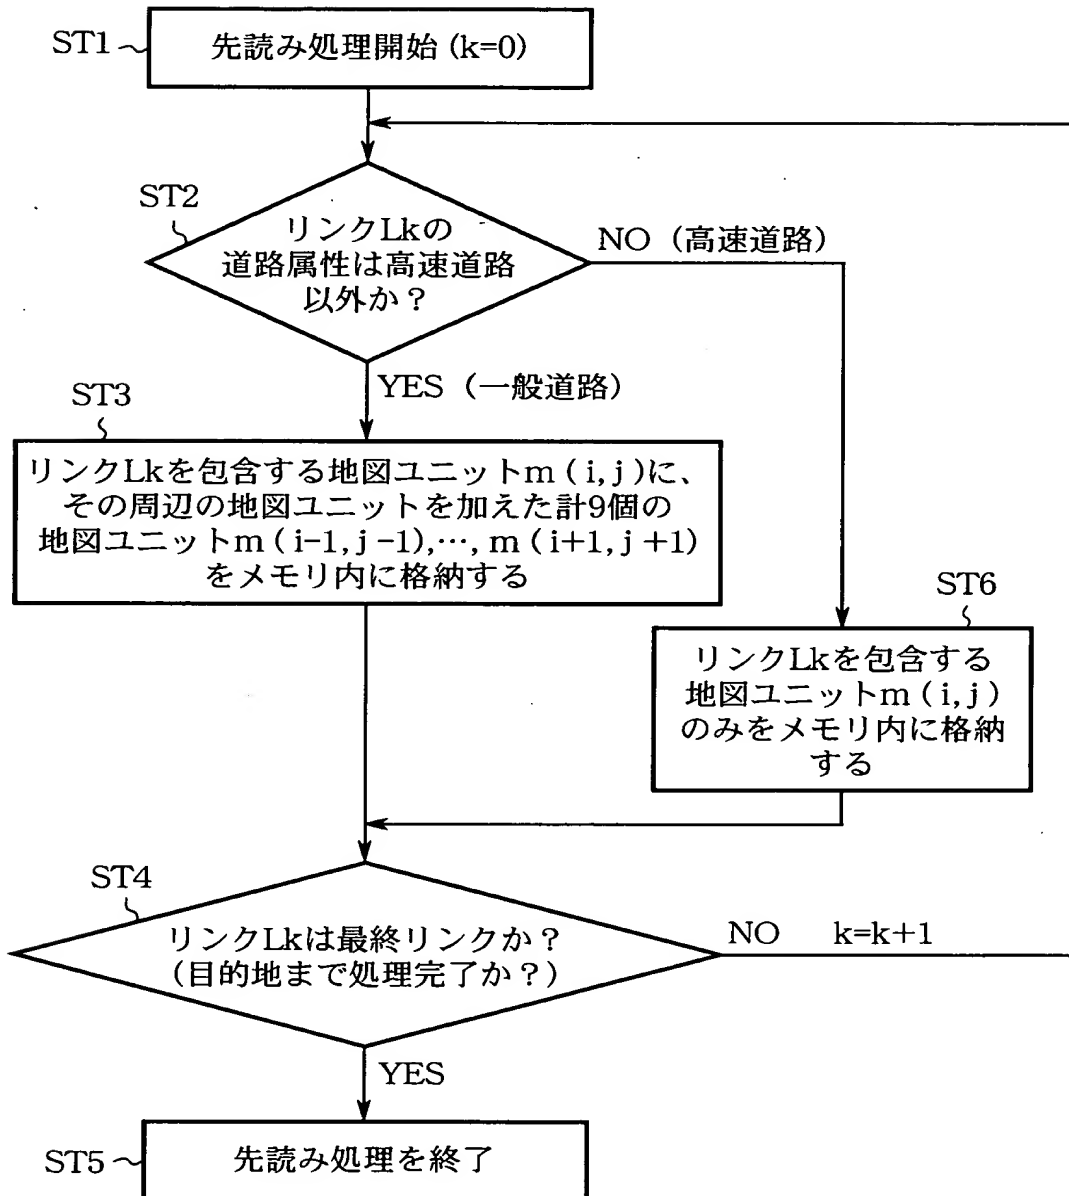 ST1
先読み処理開始 (k=0)
ST2
リンクLkの
道路属性は高速道路
以外か？
NO（高速道路）
YES（一般道路）
ST3
リンクLkを包含する地図ユニットm(i,j)に、
その周辺の地図ユニットを加えた計9個の
地図ユニットm(i-1,j-1),…, m(i+1,j+1)
をメモリ内に格納する
ST6
リンクLkを包含する
地図ユニットm(i,j)
のみをメモリ内に格納
する
ST4
リンクLkは最終リンクか？
（目的地まで処理完了か？）
NO k=k+1
YES
ST5
先読み処理を終了